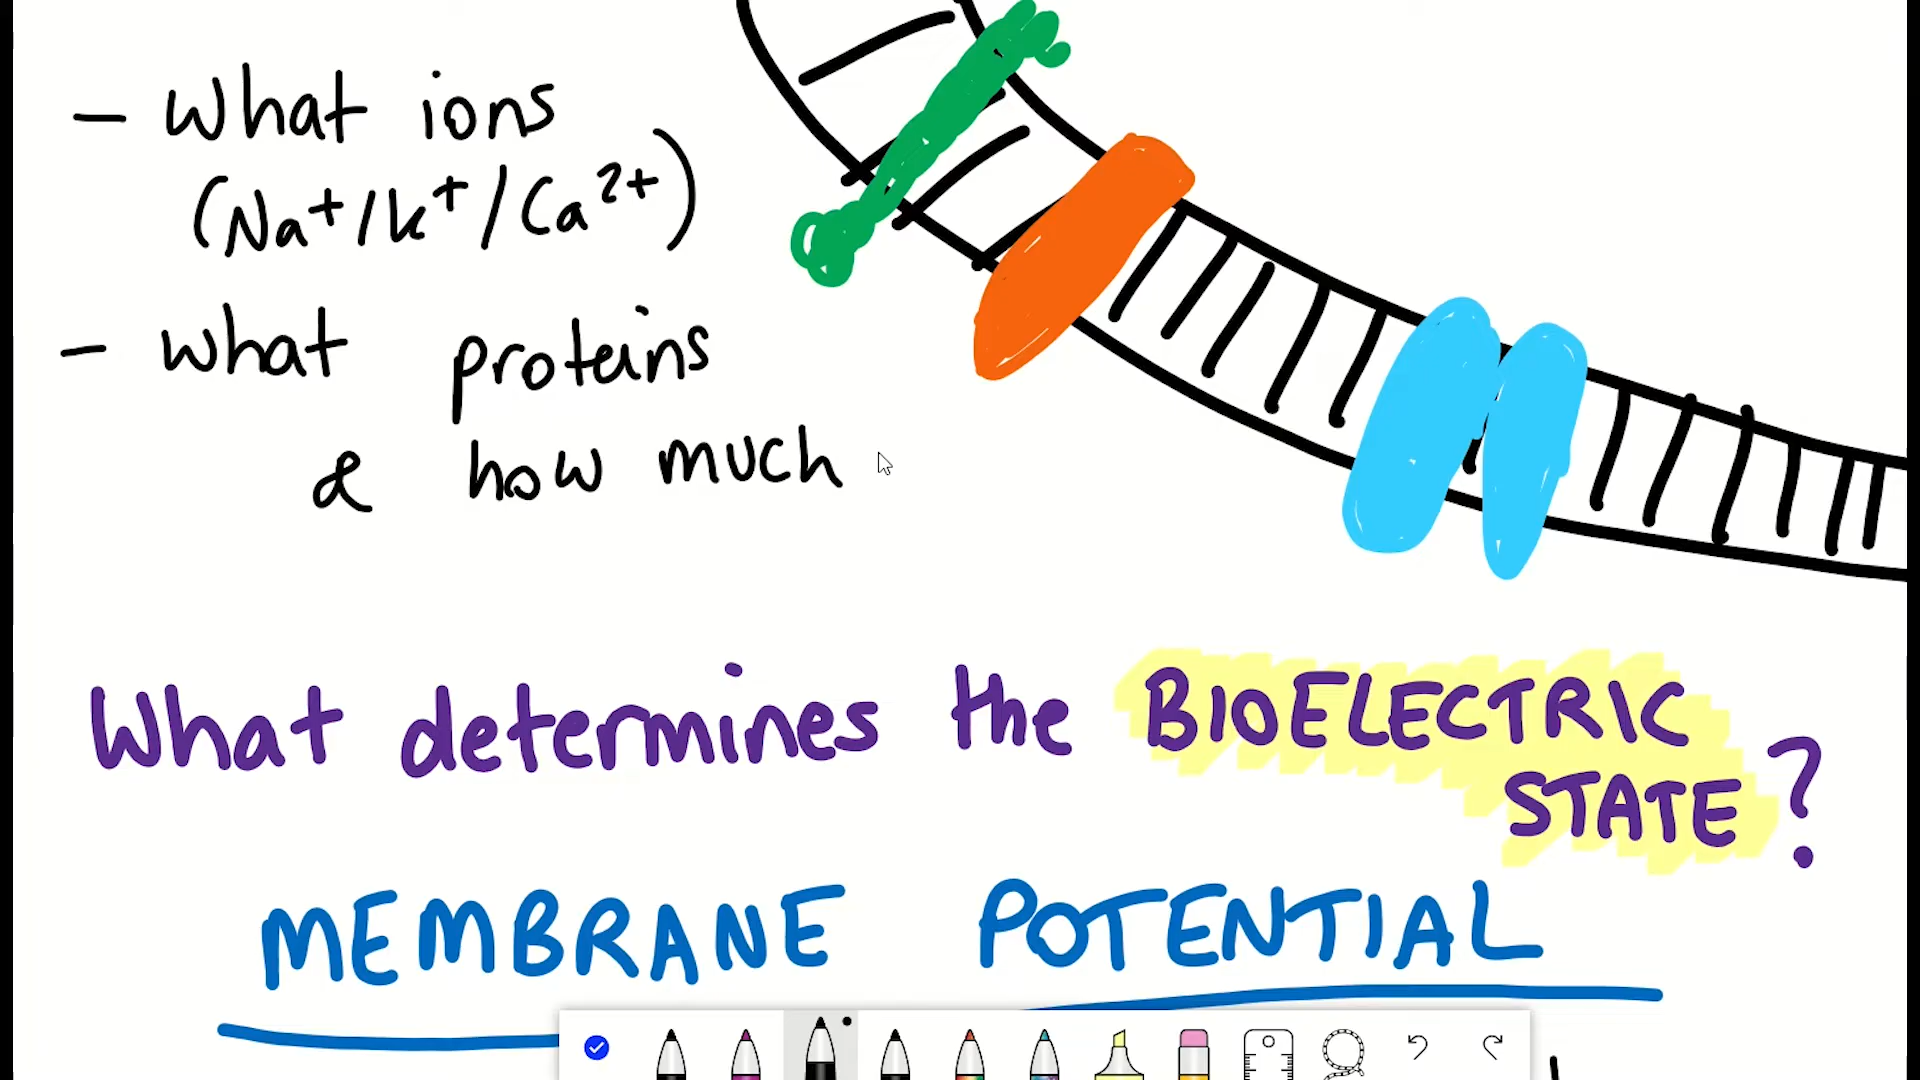 - What ions
(Na⁺/K⁺/Ca²⁺)
- What proteins
& how much
What determines the BIOELECTRIC
STATE?
MEMBRANE POTENTIAL